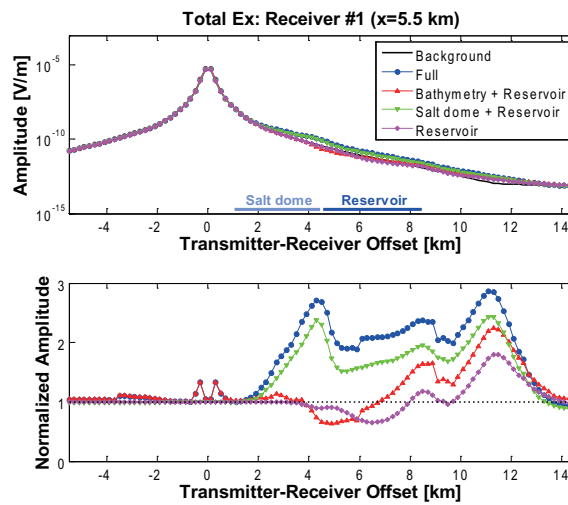 Total Ex: Receiver #1 (x=5.5 km)
Amplitude [V/m]
10^-5
10^-10
10^-15
Background
Full
Bathymetry + Reservoir
Salt dome + Reservoir
Reservoir
Salt dome Reservoir
-4 -2 0 2 4 6 8 10 12 14
Transmitter-Receiver Offset [km]
Normalized Amplitude
3
2
1
0
-4 -2 0 2 4 6 8 10 12 14
Transmitter-Receiver Offset [km]